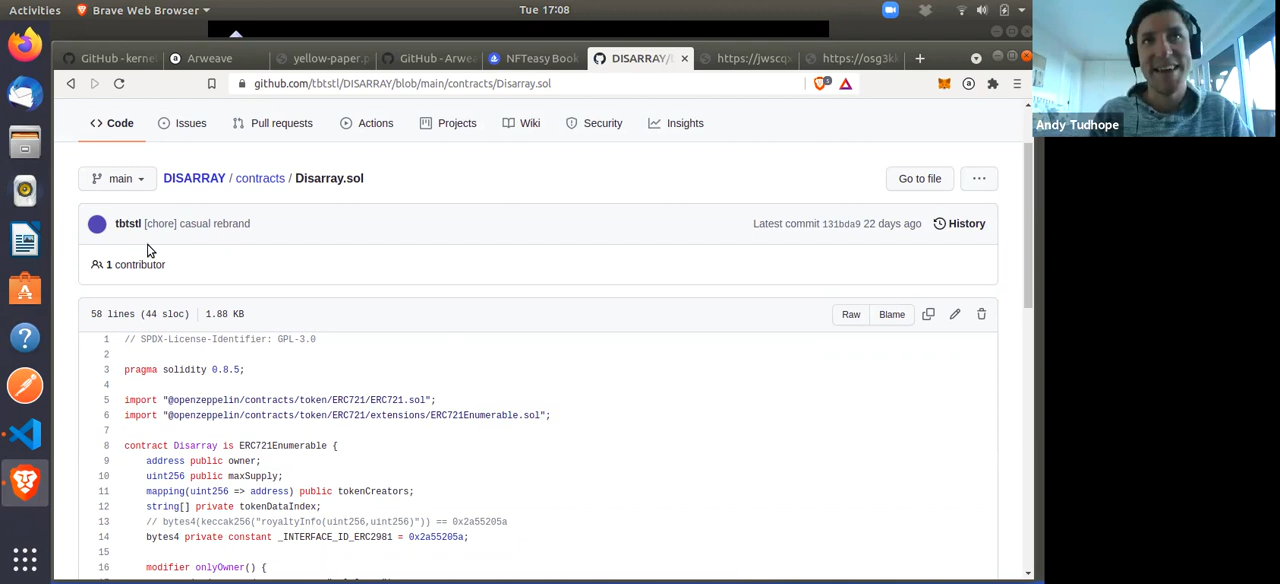 Activities Brave Web Browser Tue 17:08
GitHub - kerne Arweave yellow-paper.p GitHub - Arwe NFTeasy Book DISARRAY/ https://jwscqx https://osg3kk
github.com/tbtstl/DISARRAY/blob/main/contracts/Disarray.sol 1
Andy Tudhope
Code Issues Pull requests Actions Projects Wiki Security Insights
main DISARRAY / contracts / Disarray.sol Go to file ...
tbtstl [chore] casual rebrand Latest commit 131bda9 22 days ago History
1 contributor
58 lines (44 sloc) 1.88 KB Raw Blame
1 // SPDX-License-Identifier: GPL-3.0
2
3 pragma solidity 0.8.5;
4
5 import "@openzeppelin/contracts/token/ERC721/ERC721.sol";
6 import "@openzeppelin/contracts/token/ERC721/extensions/ERC721Enumerable.sol";
7
8 contract Disarray is ERC721Enumerable {
9 address public owner;
10 uint256 public maxSupply;
11 mapping(uint256 => address) public tokenCreators;
12 string[] private tokenDataIndex;
13 // bytes4(keccak256("royaltyInfo(uint256,uint256)")) == 0x2a55205a
14 bytes4 private constant _INTERFACE_ID_ERC2981 = 0x2a55205a;
15
16 modifier onlyOwner() {